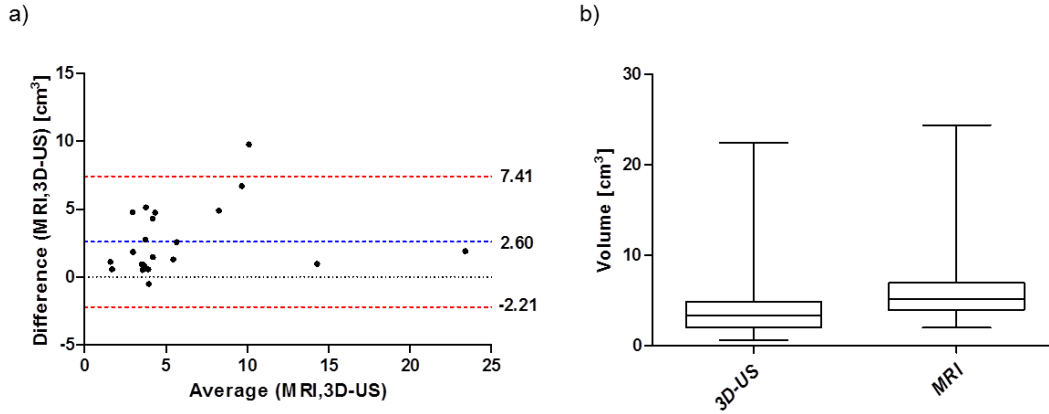 a)
Difference (MRI,3D-US) [cm³]
15
10
5
0
-5
7.41
2.60
-2.21
0
5
10
15
20
25
Average (MRI,3D-US)
b)
Volume [cm³]
30
20
10
0
3D-US
MRI